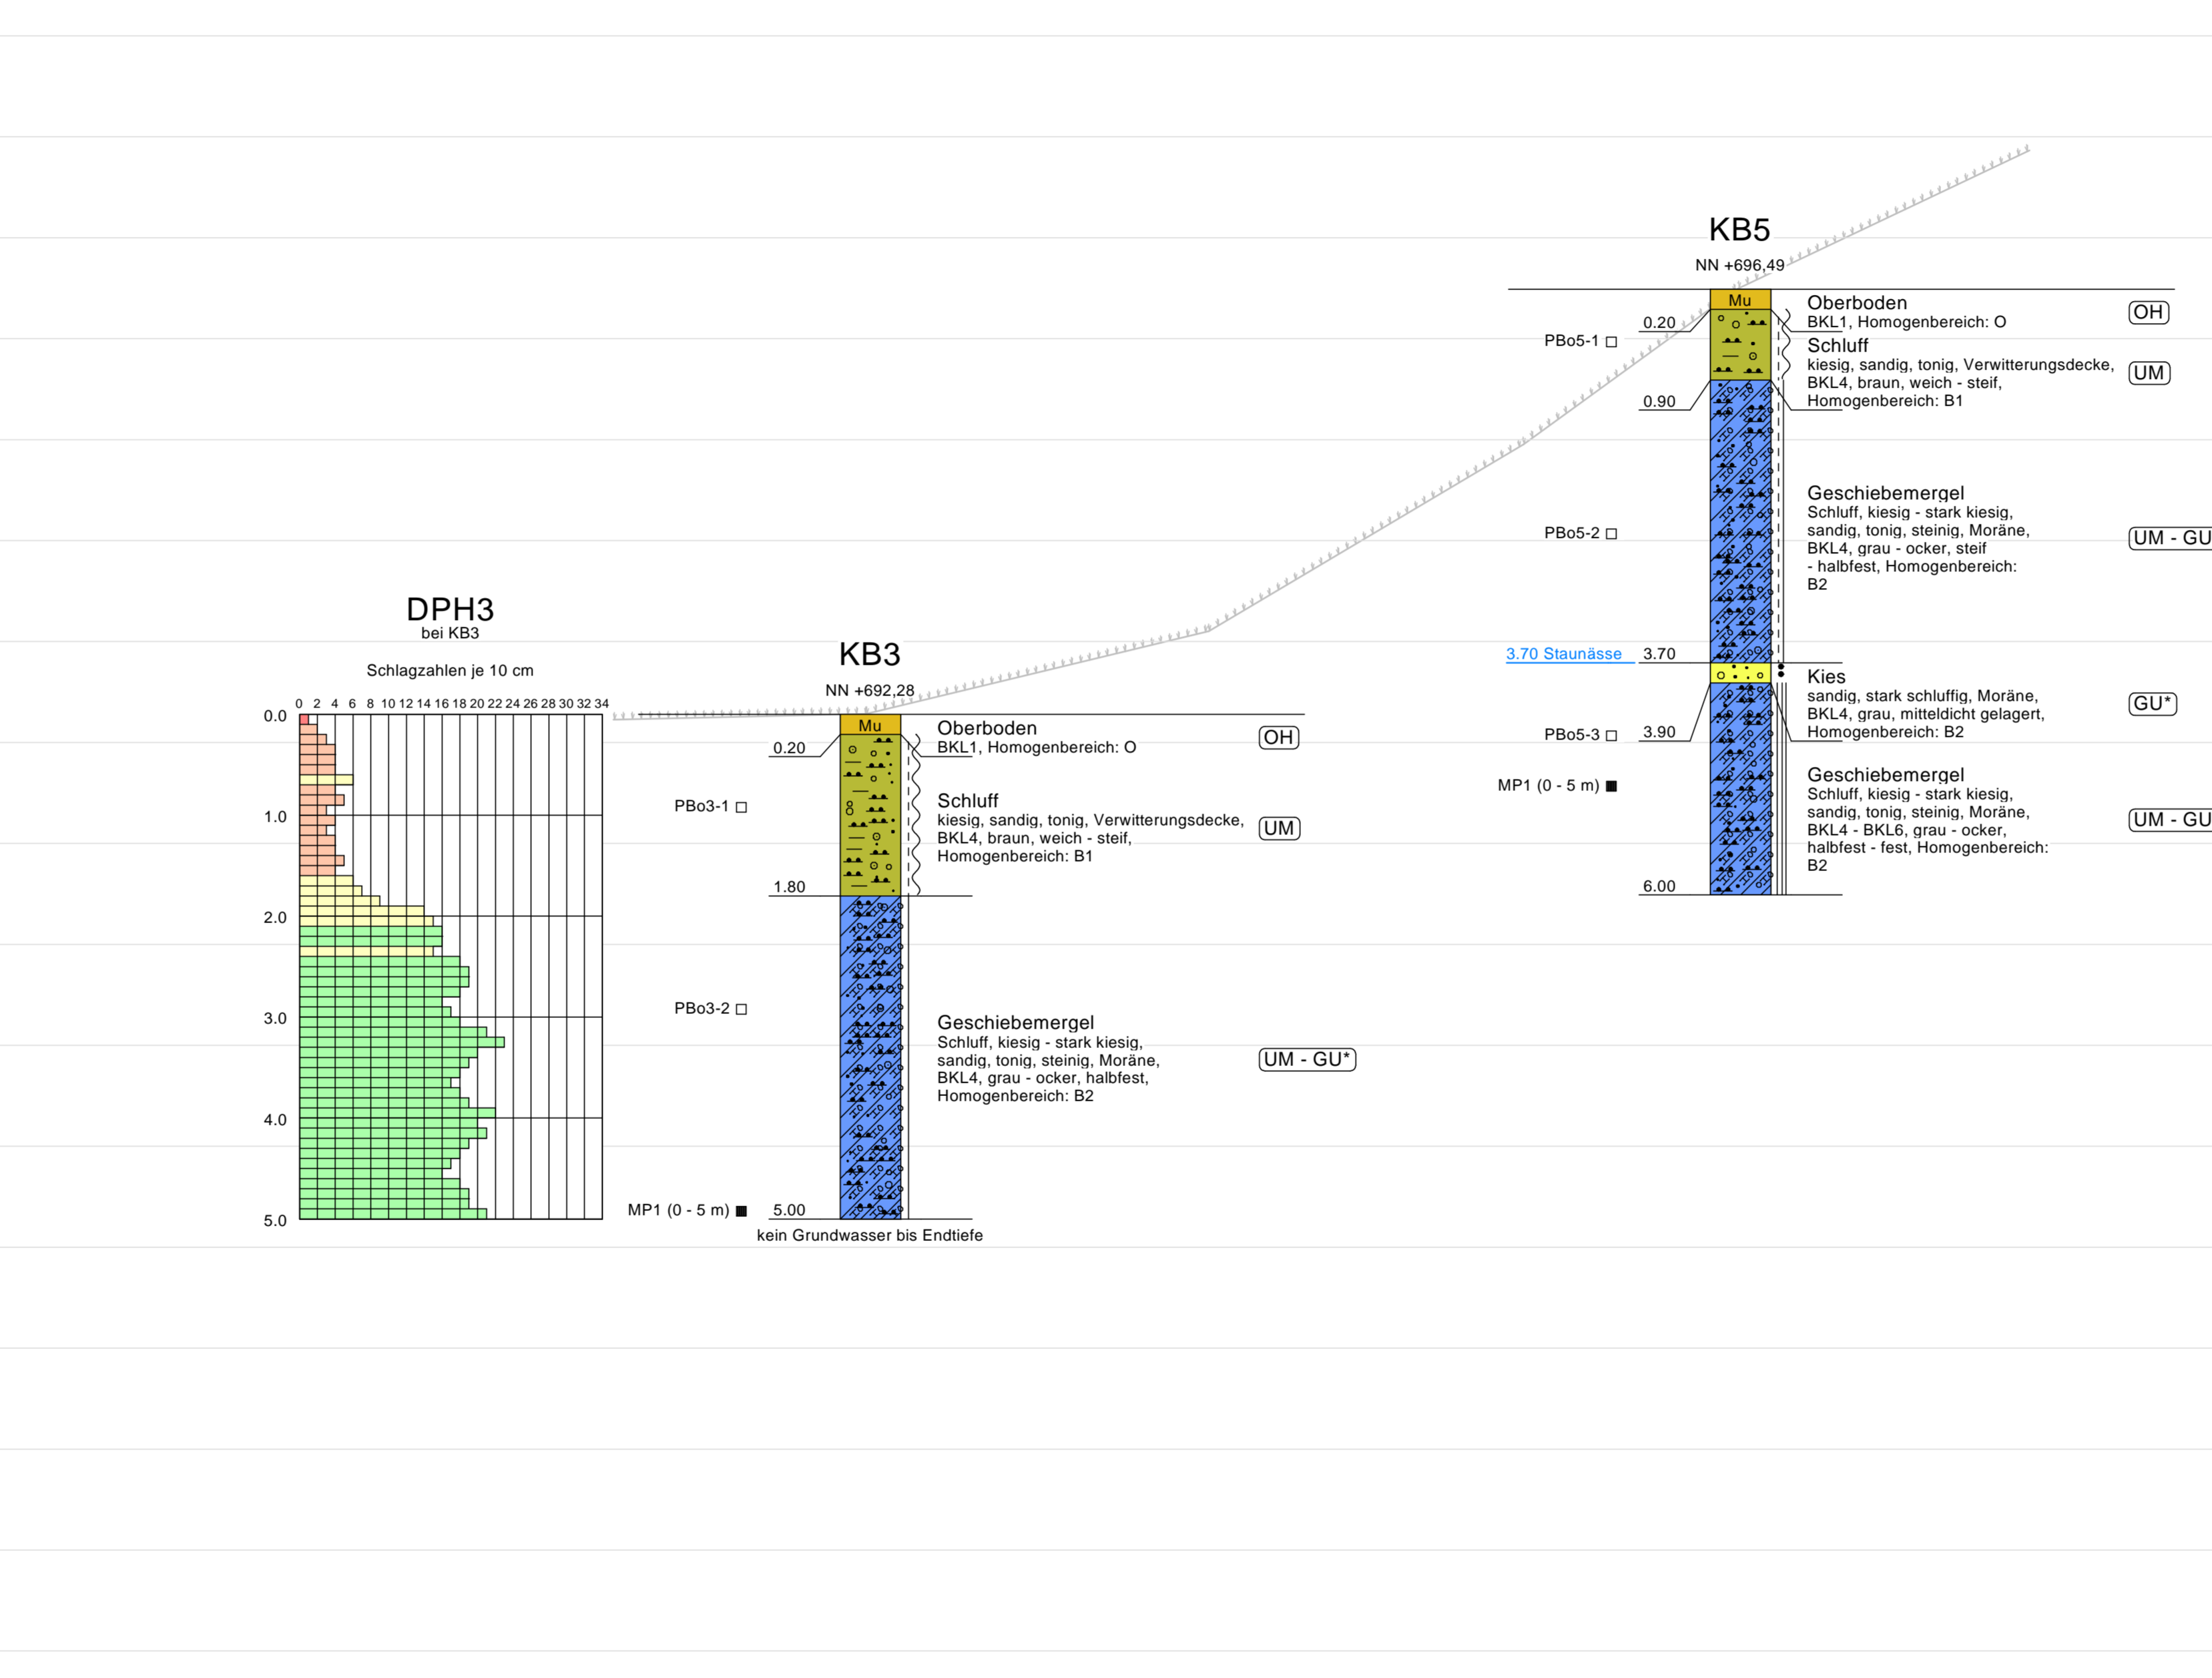 KB5
NN +696,49
Mu
Oberboden
BKL1, Homogenbereich: O
OH
0.20
PBo5-1
Schluff
kiesig, sandig, tonig, Verwitterungsdecke,
BKL4, braun, weich - steif,
Homogenbereich: B1
UM
0.90
PBo5-2
Geschiebemergel
Schluff, kiesig - stark kiesig,
sandig, tonig, steinig, Moräne,
BKL4, grau - ocker, steif
- halbfest, Homogenbereich:
B2
UM - GU
3.70 Staunässe
3.70
Kies
sandig, stark schluffig, Moräne,
BKL4, grau, mitteldicht gelagert,
Homogenbereich: B2
GU*
PBo5-3
3.90
MP1 (0 - 5 m)
Geschiebemergel
Schluff, kiesig - stark kiesig,
sandig, tonig, steinig, Moräne,
BKL4 - BKL6, grau - ocker,
halbfest - fest, Homogenbereich:
B2
UM - GU
6.00
DPH3
bei KB3
Schlagzahlen je 10 cm
0 2 4 6 8 10 12 14 16 18 20 22 24 26 28 30 32 34
0.0
1.0
2.0
3.0
4.0
5.0
KB3
NN +692,28
Mu
Oberboden
BKL1, Homogenbereich: O
OH
0.20
PBo3-1
Schluff
kiesig, sandig, tonig, Verwitterungsdecke,
BKL4, braun, weich - steif,
Homogenbereich: B1
UM
1.80
PBo3-2
Geschiebemergel
Schluff, kiesig - stark kiesig,
sandig, tonig, steinig, Moräne,
BKL4, grau - ocker, halbfest,
Homogenbereich: B2
UM - GU*
MP1 (0 - 5 m)
5.00
kein Grundwasser bis Endtiefe